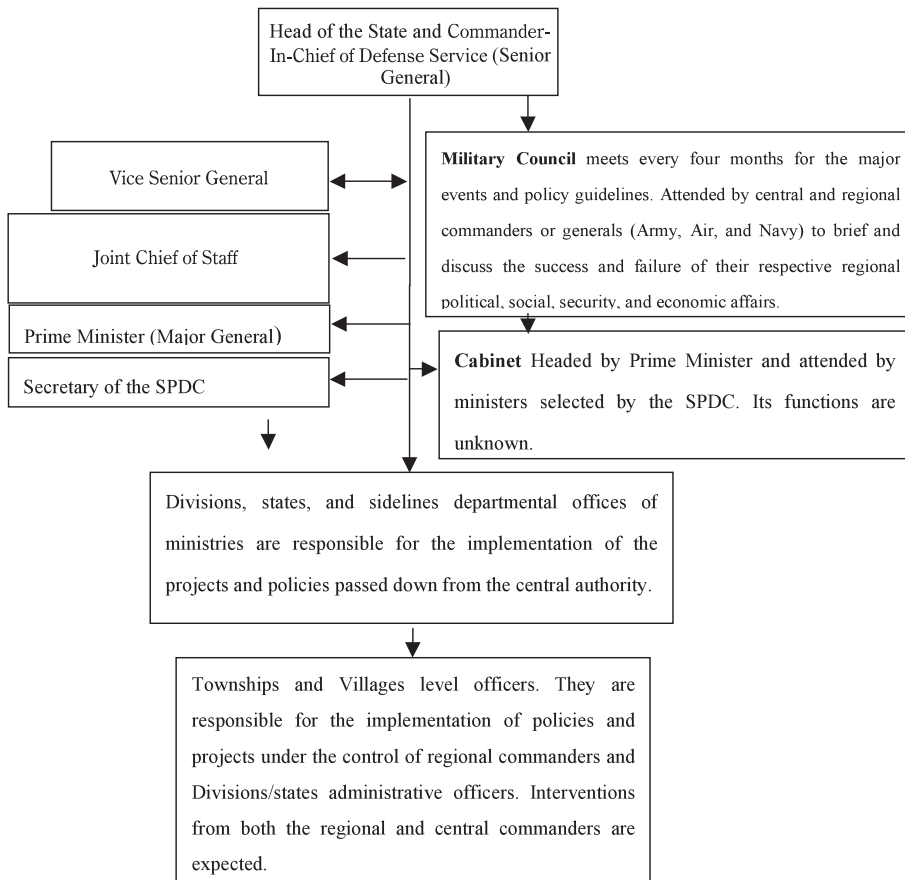 Head of the State and Commander-
In-Chief of Defense Service (Senior
General)
Vice Senior General
Joint Chief of Staff
Prime Minister (Major General)
Secretary of the SPDC
Military Council meets every four months for the major
events and policy guidelines. Attended by central and regional
commanders or generals (Army, Air, and Navy) to brief and
discuss the success and failure of their respective regional
political, social, security, and economic affairs.
Cabinet Headed by Prime Minister and attended by
ministers selected by the SPDC. Its functions are
unknown.
Divisions, states, and sidelines departmental offices of
ministries are responsible for the implementation of the
projects and policies passed down from the central authority.
Townships and Villages level officers. They are
responsible for the implementation of policies and
projects under the control of regional commanders and
Divisions/states administrative officers. Interventions
from both the regional and central commanders are
expected.